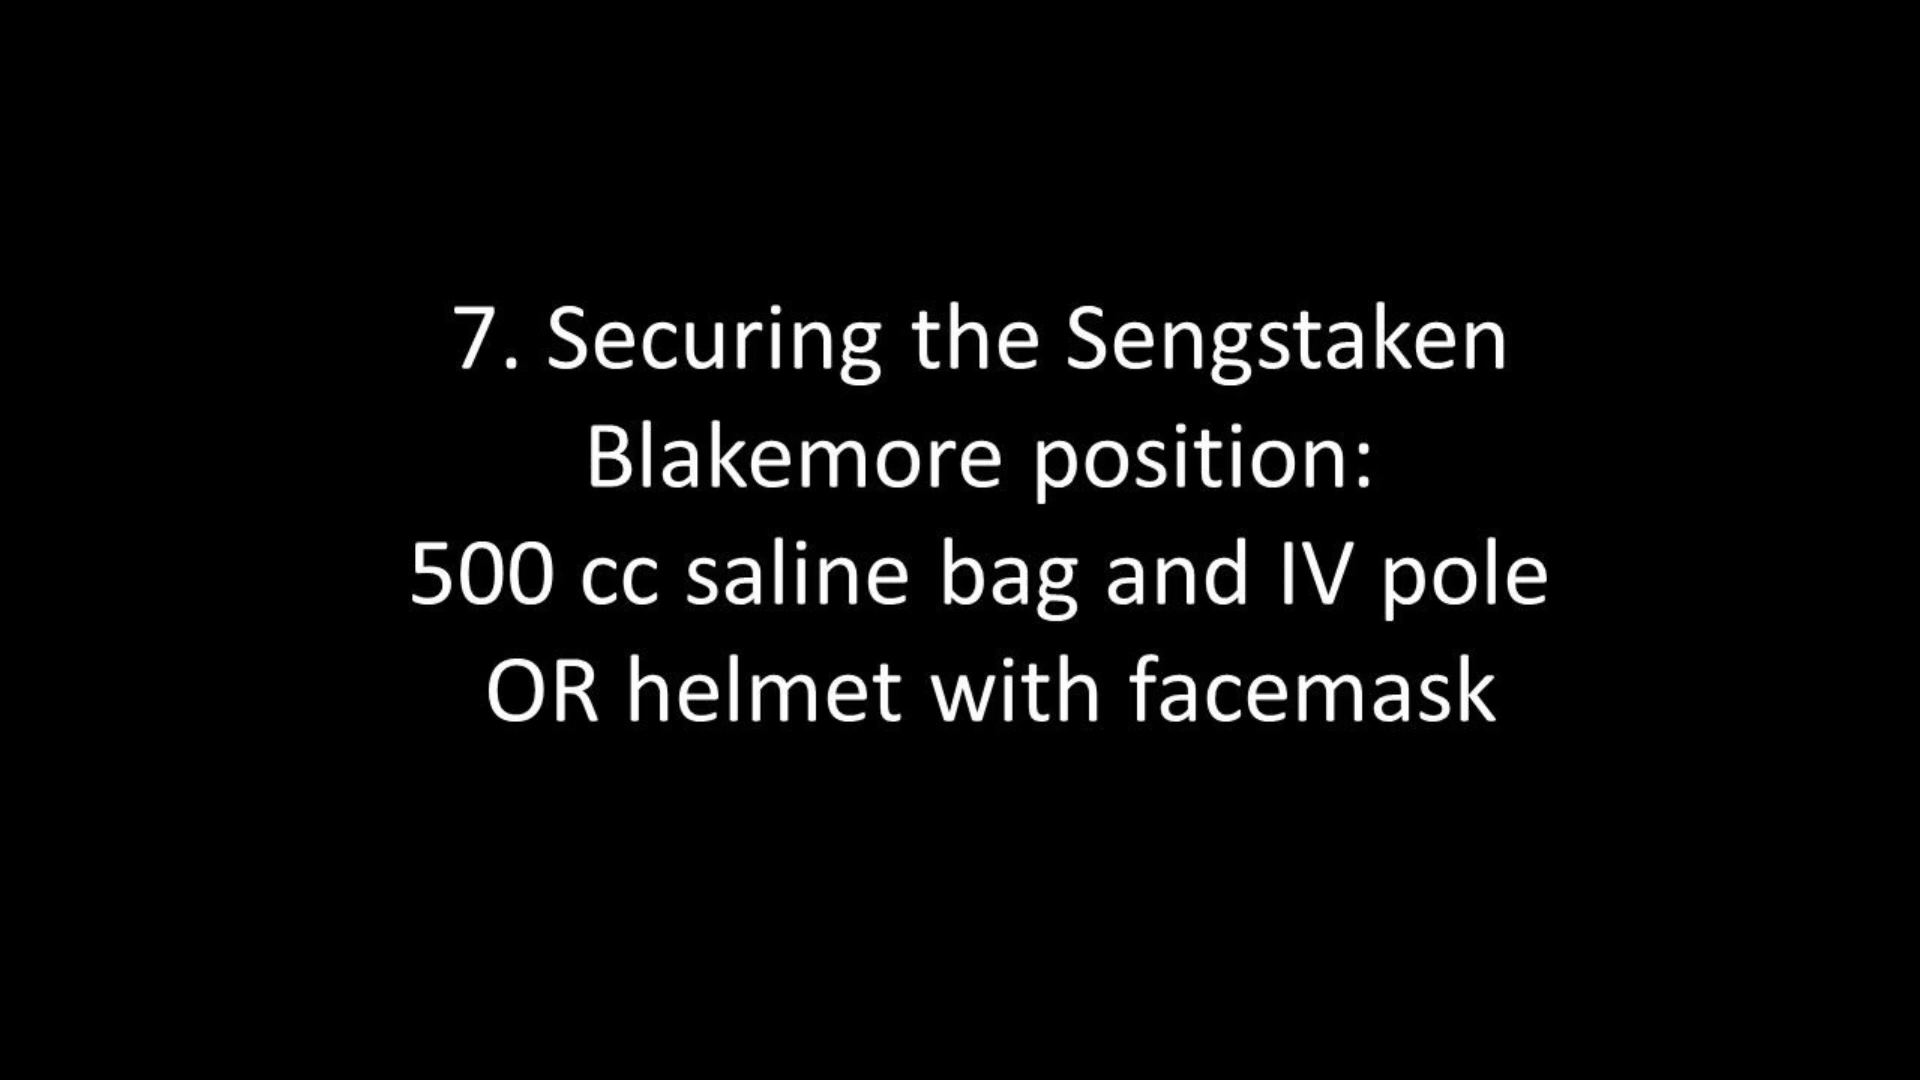 7. Securing the Sengstaken
Blakemore position:
500 cc saline bag and IV pole
OR helmet with facemask